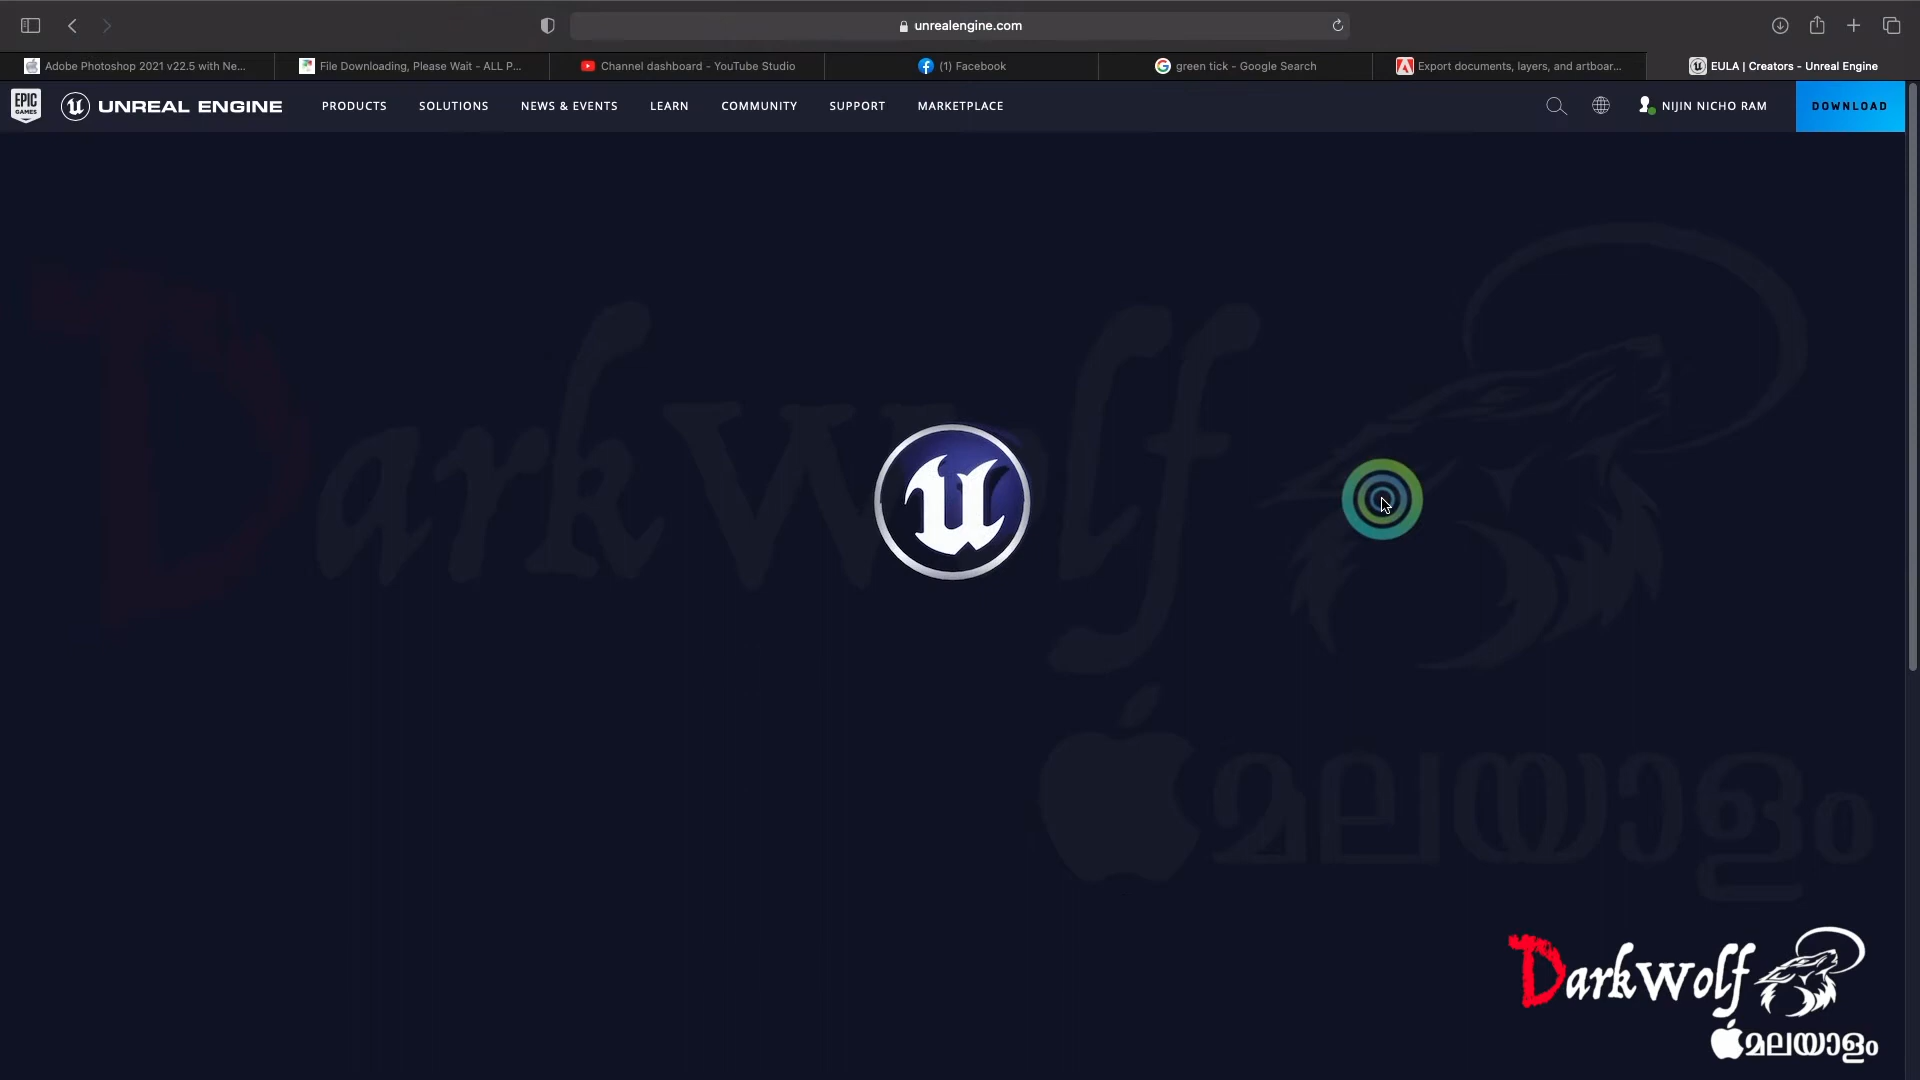 unrealengine.com
Adobe Photoshop 2021 v22.5 with Ne...
File Downloading, Please Wait - ALL P...
Channel dashboard - YouTube Studio
(1) Facebook
green tick - Google Search
Export documents, layers, and artboar...
EULA | Creators - Unreal Engine
EPIC GAMES
UNREAL ENGINE
PRODUCTS
SOLUTIONS
NEWS & EVENTS
LEARN
COMMUNITY
SUPPORT
MARKETPLACE
NIJIN NICHO RAM
DOWNLOAD
DarkWolf
മലയാളം
DarkWolf
മലയാളം